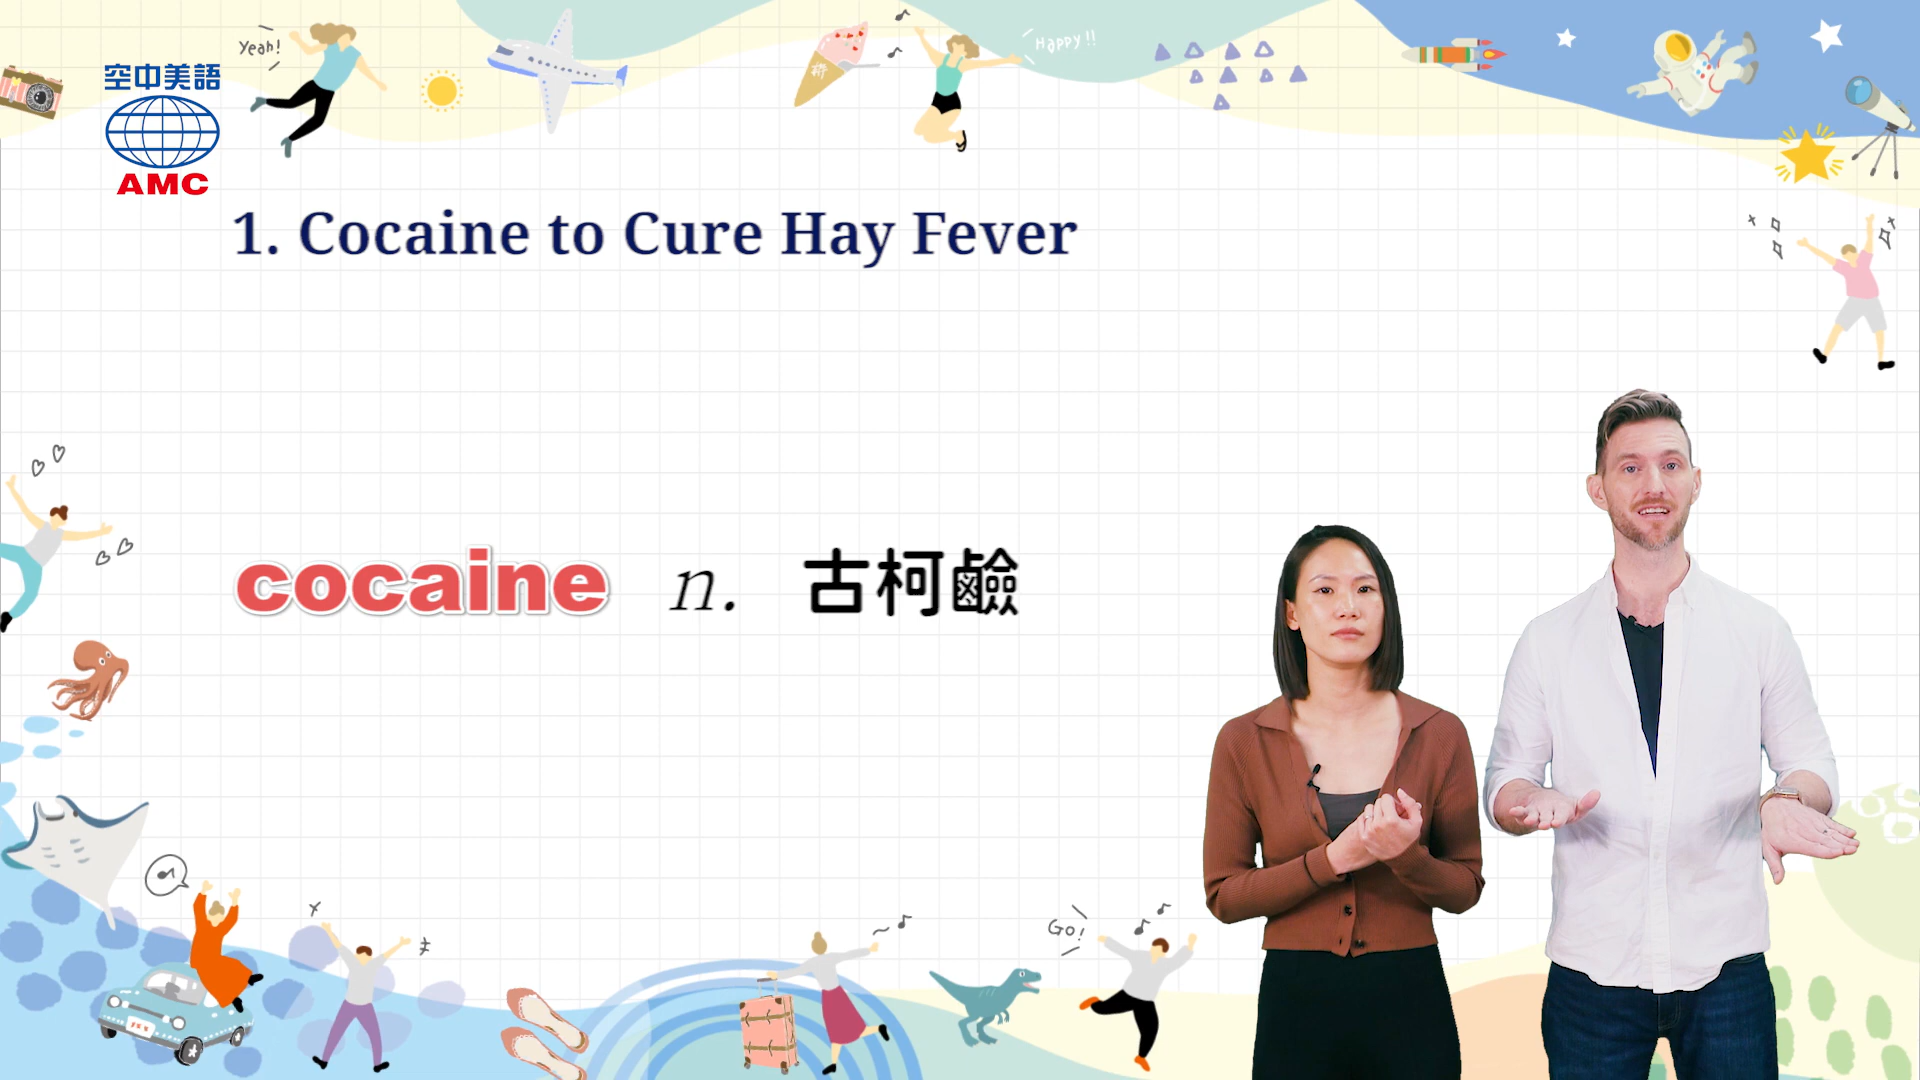 Yeah!
Happy!!
空中美語
AMC
1. Cocaine to Cure Hay Fever
cocaine n. 古柯鹼
Go!